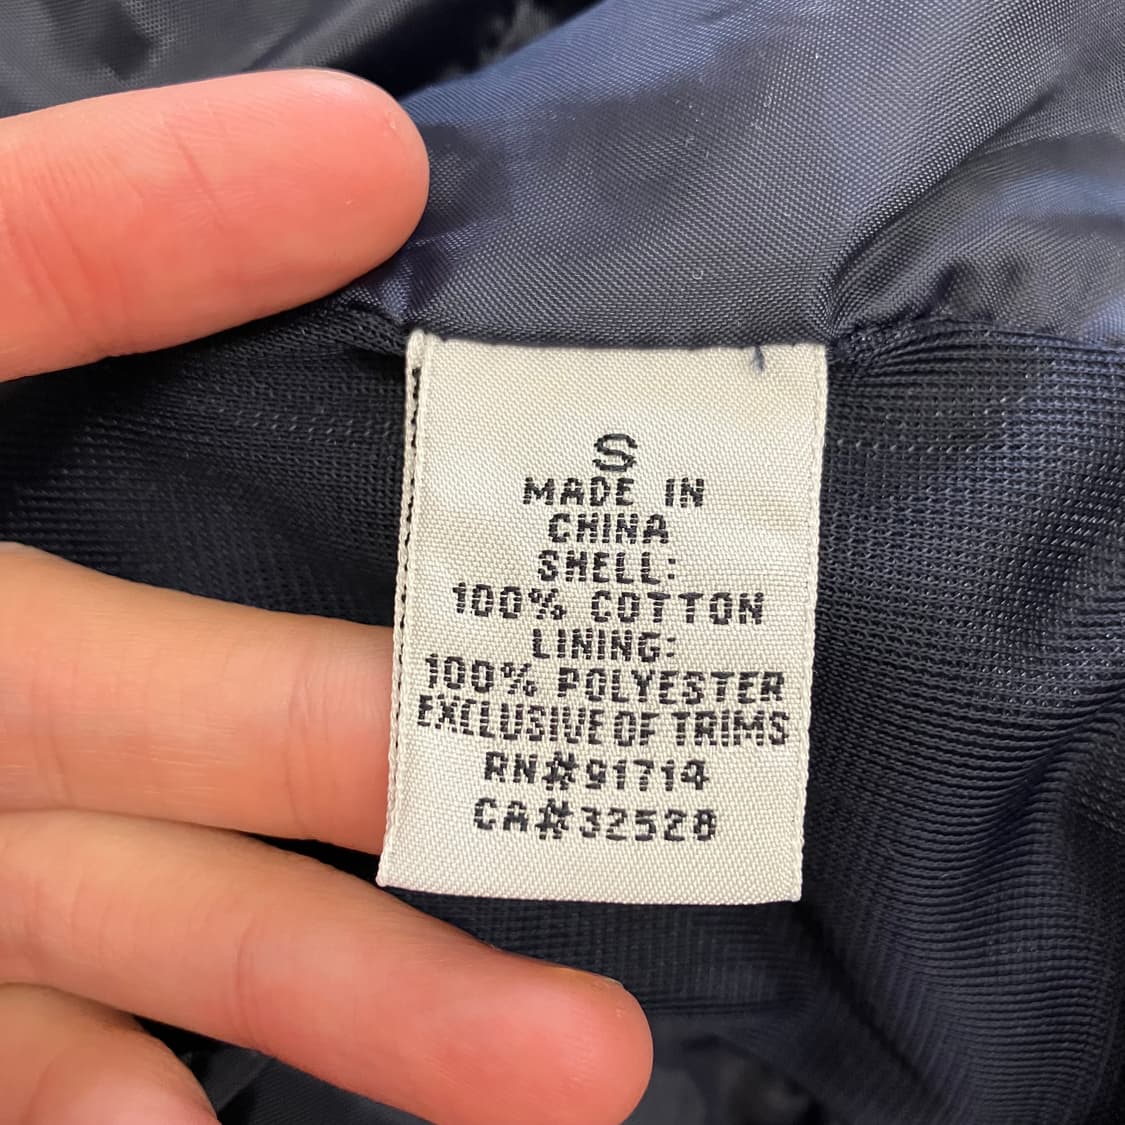 S
MADE IN
CHINA
SHELL:
100% COTTON
LINING:
100% POLYESTER
EXCLUSIVE OF TRIMS
RN#91714
CA#32528